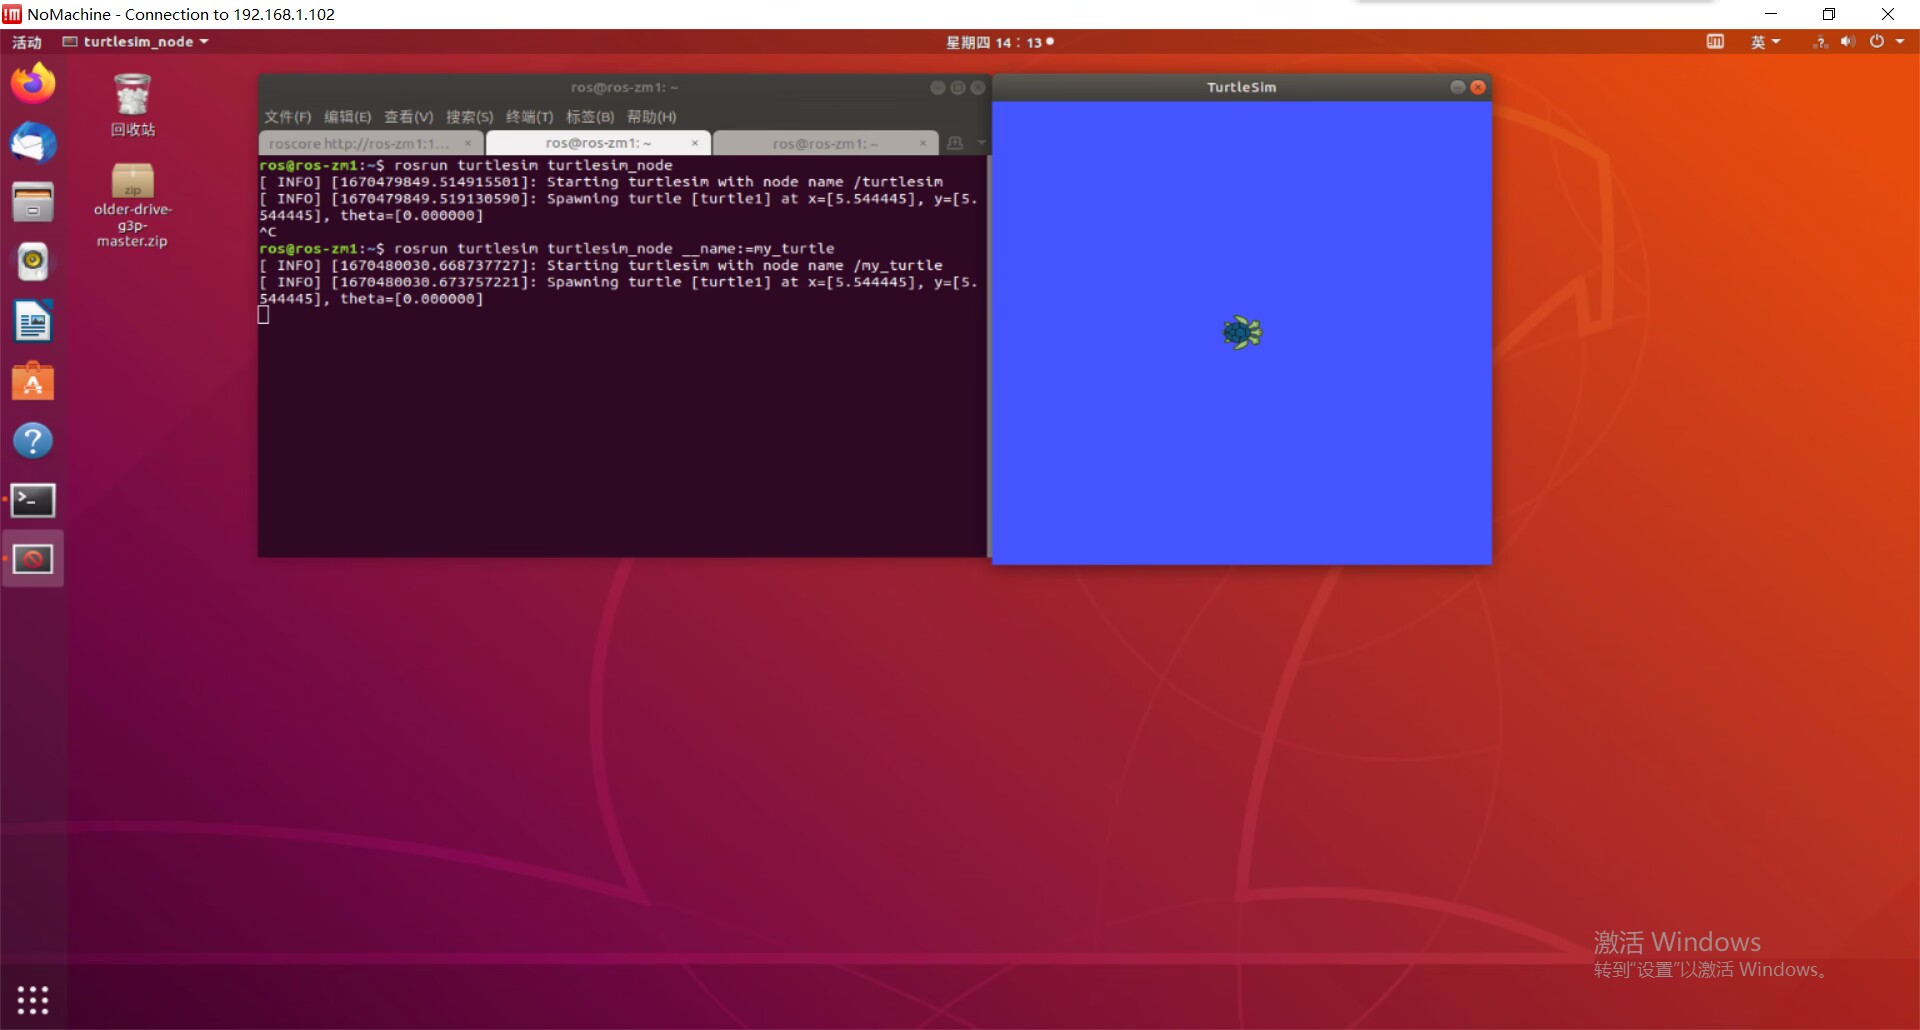 NoMachine - Connection to 192.168.1.102
活动 turtlesim_node 星期四 14：13 英
回收站
zip
older-drive-
g3p-
master.zip
ros@ros-zm1: ~
文件(F) 编辑(E) 查看(V) 搜索(S) 终端(T) 标签(B) 帮助(H)
roscore http://ros-zm1:1... × ros@ros-zm1: ~ × ros@ros-zm1: ~ ×
ros@ros-zm1:~$ rosrun turtlesim turtlesim_node
[ INFO] [1670479849.514915501]: Starting turtlesim with node name /turtlesim
[ INFO] [1670479849.519130590]: Spawning turtle [turtle1] at x=[5.544445], y=[5.
544445], theta=[0.000000]
^C
ros@ros-zm1:~$ rosrun turtlesim turtlesim_node __name:=my_turtle
[ INFO] [1670480030.668737727]: Starting turtlesim with node name /my_turtle
[ INFO] [1670480030.673757221]: Spawning turtle [turtle1] at x=[5.544445], y=[5.
544445], theta=[0.000000]
TurtleSim
激活 Windows
转到“设置”以激活 Windows。